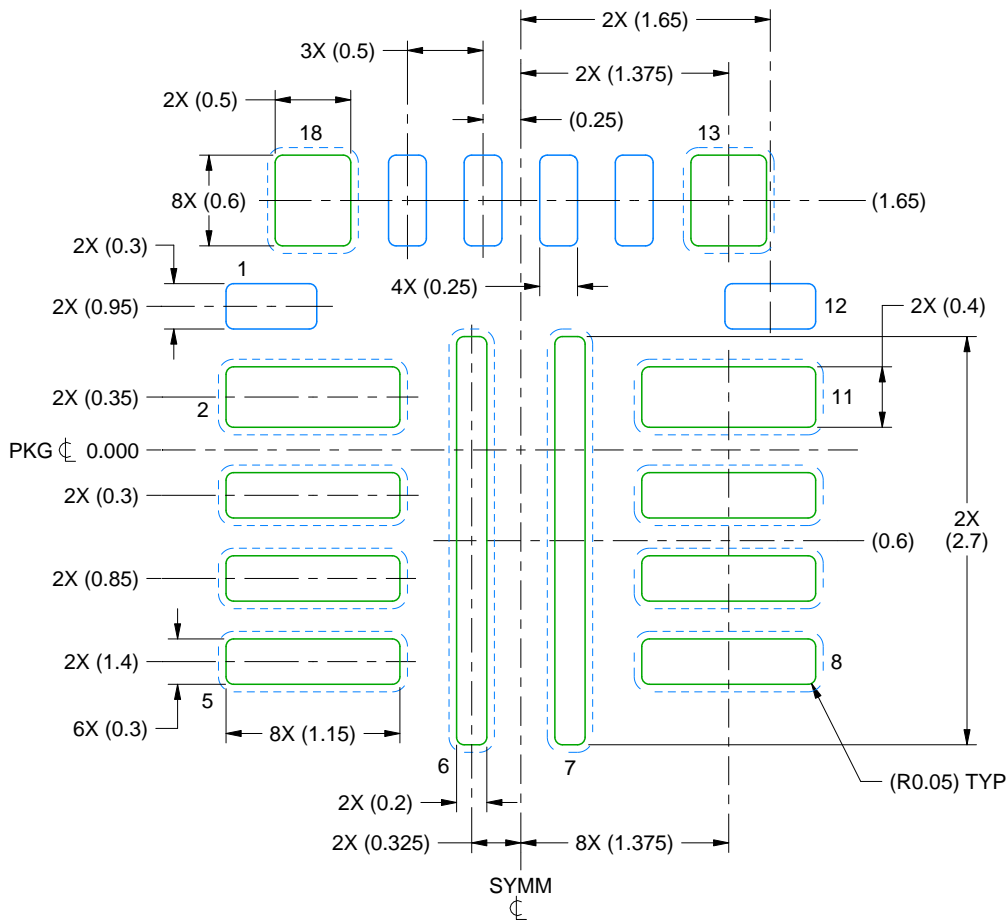 2X (1.65)
3X (0.5)
2X (1.375)
2X (0.5)
(0.25)
18
13
8X (0.6)
(1.65)
2X (0.3)
1
4X (0.25)
2X (0.95)
12
2X (0.4)
2X (0.35)
2
11
PKG ℄ 0.000
2X (0.3)
2X
(2.7)
(0.6)
2X (0.85)
2X (1.4)
8
5
6X (0.3)
8X (1.15)
6
7
(R0.05) TYP
2X (0.2)
2X (0.325)
8X (1.375)
SYMM
℄